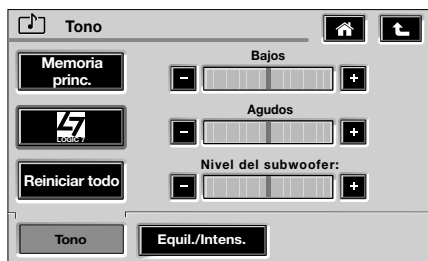 Tono
Memoria
princ.
Bajos
- +
Agudos
- +
LOGIC 7
Nivel del subwoofer:
- +
Reiniciar todo
Tono
Equil./Intens.